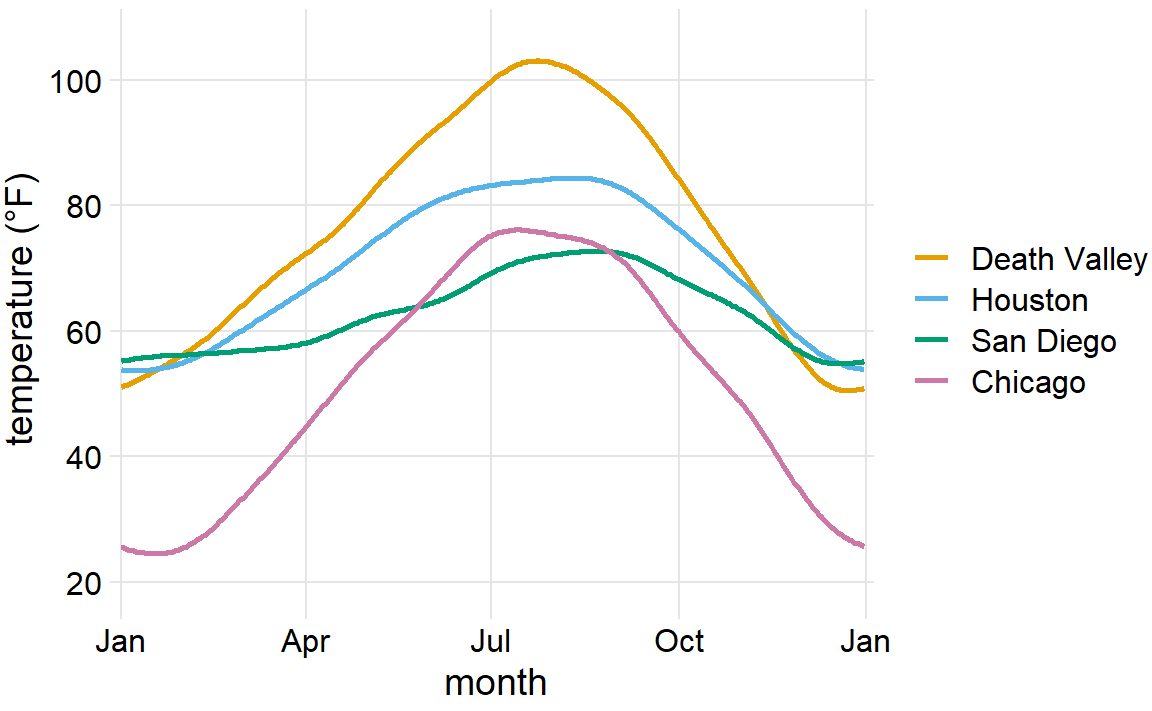 temperature (°F)
100
80
60
40
20
Jan
Apr
Jul
Oct
Jan
month
Death Valley
Houston
San Diego
Chicago